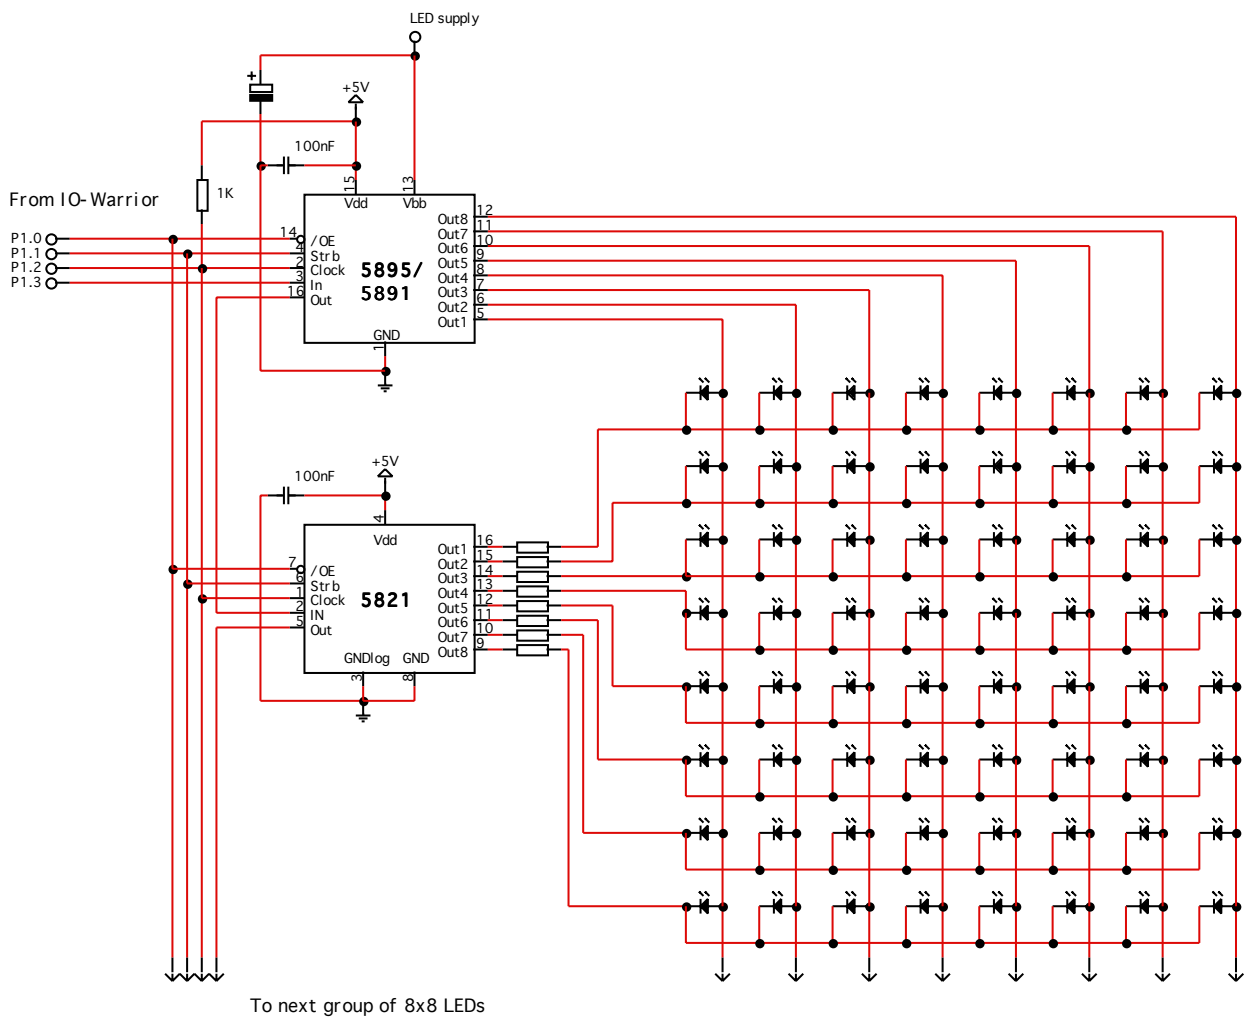 LED supply
+
+5V
100nF
1K
From IO-Warrior
15
13
Vdd
Vbb
P1.0
P1.1
P1.2
P1.3
14
4
2
3
16
/OE
Strb
Clock
In
Out
5895/
5891
Out8
Out7
Out6
Out5
Out4
Out3
Out2
Out1
12
11
10
9
8
7
6
5
GND
1
+5V
100nF
4
Vdd
7
6
1
2
5
/OE
Strb
Clock
IN
Out
5821
Out1
Out2
Out3
Out4
Out5
Out6
Out7
Out8
16
15
14
13
12
11
10
9
GNDlog
GND
3
8
To next group of 8x8 LEDs